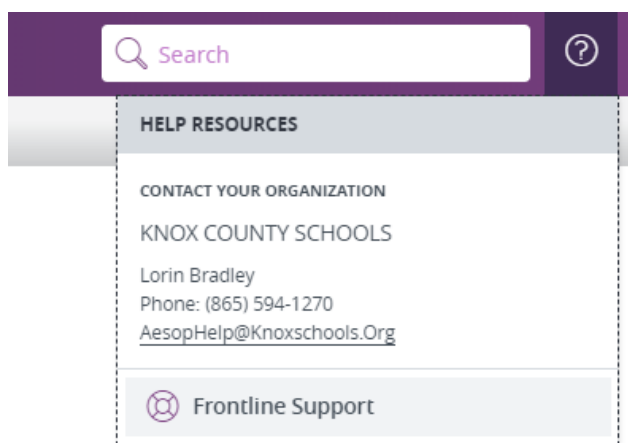 Search
?
HELP RESOURCES
CONTACT YOUR ORGANIZATION
KNOX COUNTY SCHOOLS
Lorin Bradley
Phone: (865) 594-1270
AesopHelp@Knoxschools.Org
Frontline Support